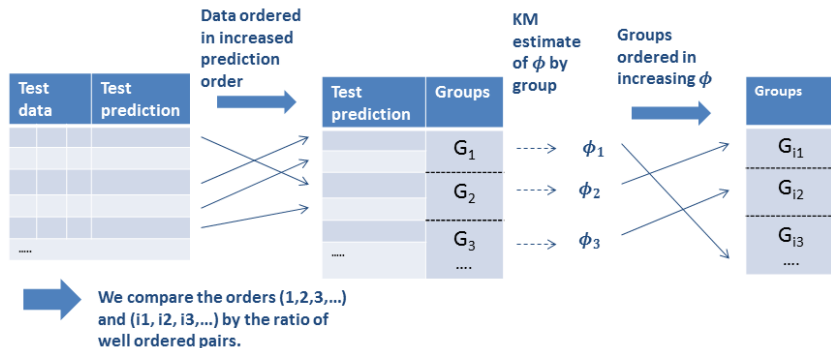 Data ordered
in increased
prediction
order
KM
estimate
of ϕ by
group
Groups
ordered in
increasing ϕ
Test
data
Test
prediction
.....
Test
prediction
Groups
G1
G2
G3
....
.....
ϕ1
ϕ2
ϕ3
Groups
Gi1
Gi2
Gi3
....
We compare the orders (1,2,3,...)
and (i1, i2, i3,...) by the ratio of
well ordered pairs.